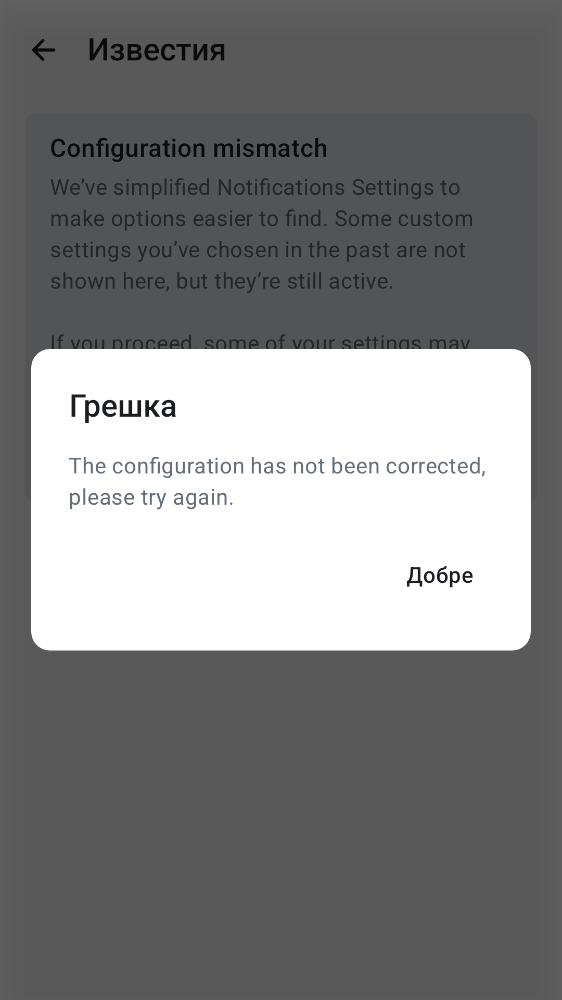 Известия
Configuration mismatch
We’ve simplified Notifications Settings to
make options easier to find. Some custom
settings you’ve chosen in the past are not
shown here, but they’re still active.
If you proceed, some of your settings may
Грешка
The configuration has not been corrected,
please try again.
Добре